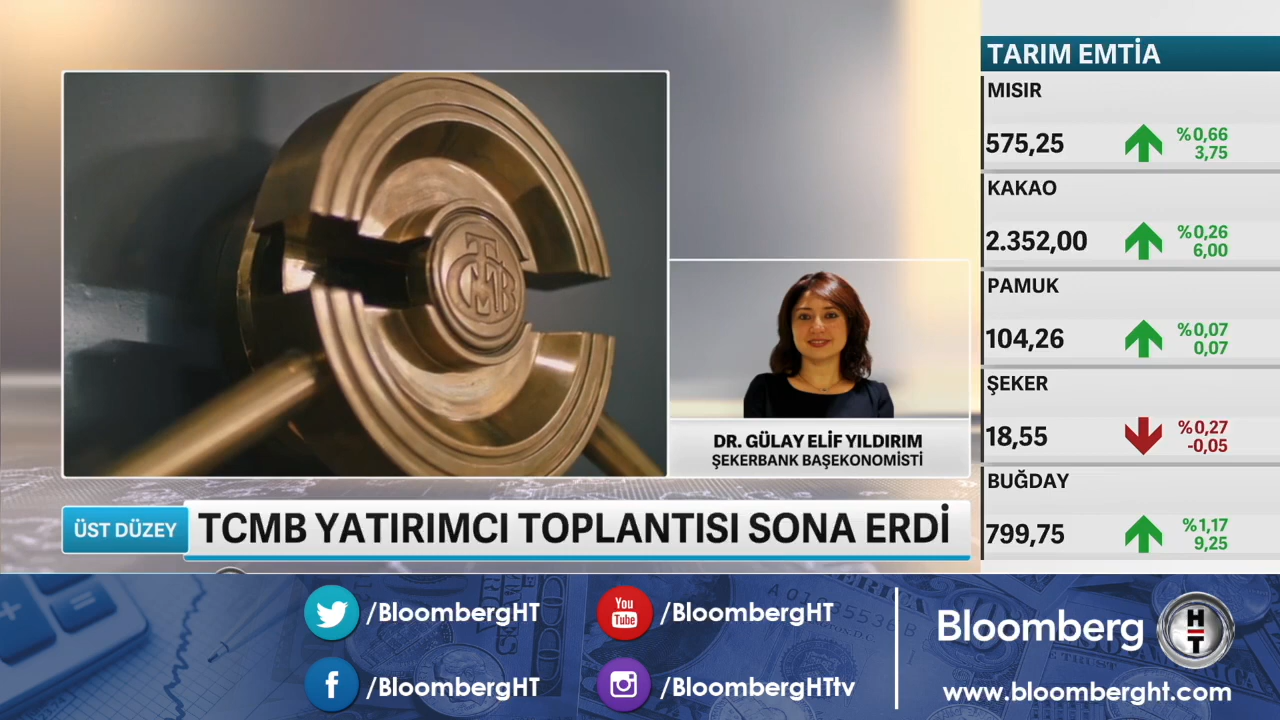 TCMB
DR. GÜLAY ELİF YILDIRIM
ŞEKERBANK BAŞEKONOMİSTİ
ÜST DÜZEY
TCMB YATIRIMCI TOPLANTISI SONA ERDİ
TARIM EMTİA
MISIR
575,25
%0,66
3,75
KAKAO
2.352,00
%0,26
6,00
PAMUK
104,26
%0,07
0,07
ŞEKER
18,55
%0,27
-0,05
BUĞDAY
799,75
%1,17
9,25
/BloombergHT
You
Tube
/BloombergHT
f
/BloombergHT
/BloombergHTtv
Bloomberg HT
www.bloomberght.com